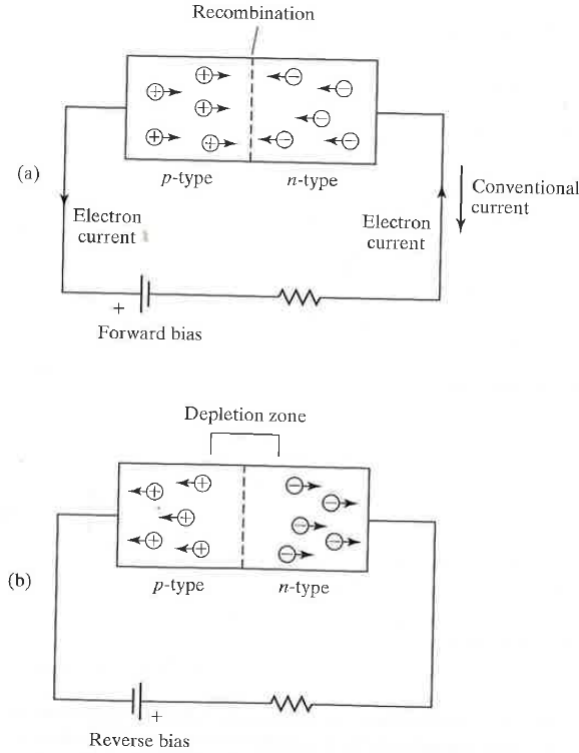 Recombination
(a)
p-type
n-type
Electron
current
Electron
current
Conventional
current
+
Forward bias
Depletion zone
(b)
p-type
n-type
+
Reverse bias